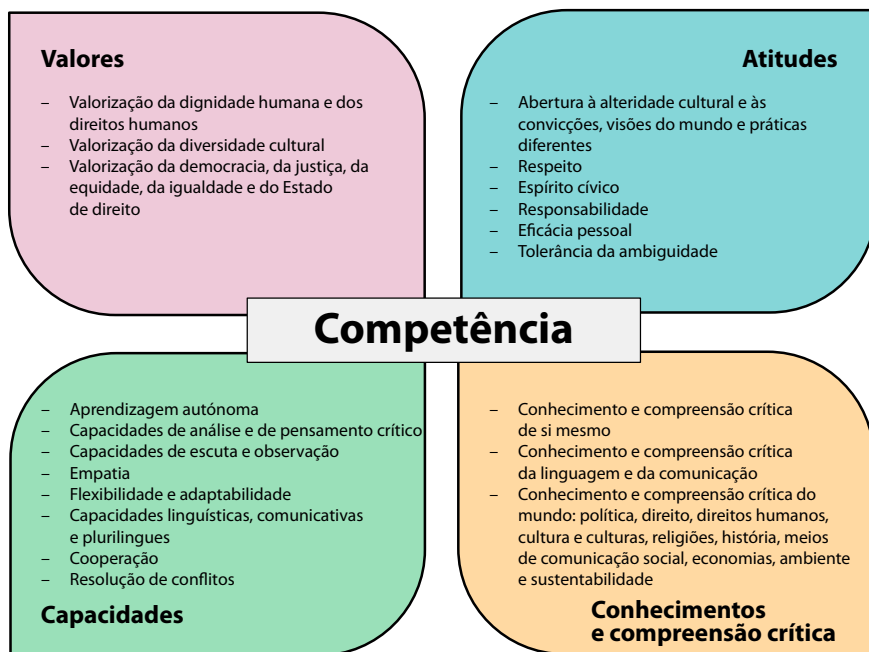 Valores
– Valorização da dignidade humana e dos
direitos humanos
– Valorização da diversidade cultural
– Valorização da democracia, da justiça, da
equidade, da igualdade e do Estado
de direito
Atitudes
– Abertura à alteridade cultural e às
convicções, visões do mundo e práticas
diferentes
– Respeito
– Espírito cívico
– Responsabilidade
– Eficácia pessoal
– Tolerância da ambiguidade
Competência
– Aprendizagem autónoma
– Capacidades de análise e de pensamento crítico
– Capacidades de escuta e observação
– Empatia
– Flexibilidade e adaptabilidade
– Capacidades linguísticas, comunicativas
e plurilingues
– Cooperação
– Resolução de conflitos
Capacidades
– Conhecimento e compreensão crítica
de si mesmo
– Conhecimento e compreensão crítica
da linguagem e da comunicação
– Conhecimento e compreensão crítica do
mundo: política, direito, direitos humanos,
cultura e culturas, religiões, história, meios
de comunicação social, economias, ambiente
e sustentabilidade
Conhecimentos
e compreensão crítica